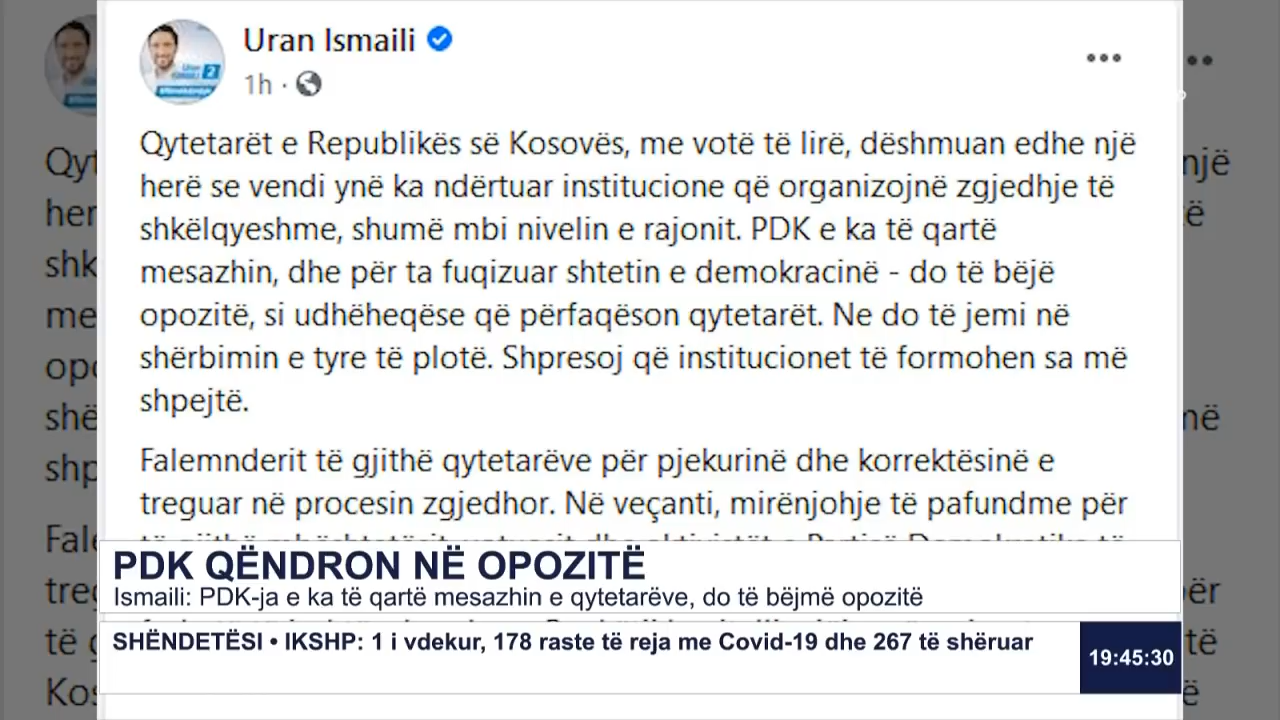 Uran Ismaili
1h ·
Qytetarët e Republikës së Kosovës, me votë të lirë, dëshmuan edhe një
herë se vendi ynë ka ndërtuar institucione që organizojnë zgjedhje të
shkëlqyeshme, shumë mbi nivelin e rajonit. PDK e ka të qartë
mesazhin, dhe për ta fuqizuar shtetin e demokracinë - do të bëjë
opozitë, si udhëheqëse që përfaqëson qytetarët. Ne do të jemi në
shërbimin e tyre të plotë. Shpresoj që institucionet të formohen sa më
shpejtë.
Falemnderit të gjithë qytetarëve për pjekurinë dhe korrektësinë e
treguar në procesin zgjedhor. Në veçanti, mirënjohje të pafundme për
PDK QËNDRON NË OPOZITË
Ismaili: PDK-ja e ka të qartë mesazhin e qytetarëve, do të bëjmë opozitë
SHËNDETËSI • IKSHP: 1 i vdekur, 178 raste të reja me Covid-19 dhe 267 të shëruar
19:45:30